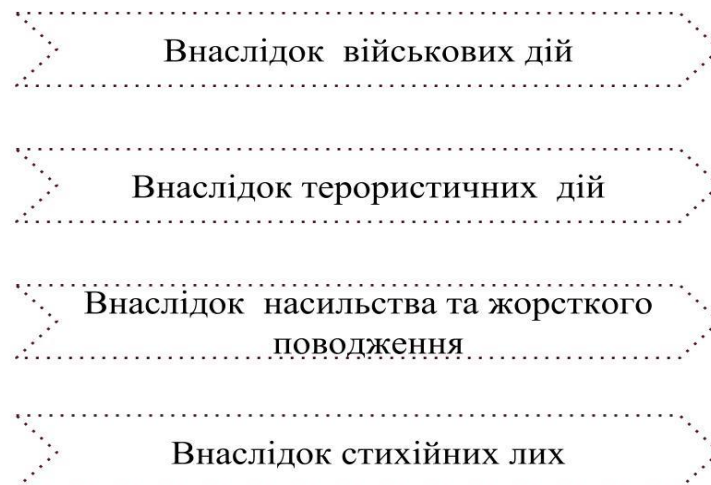 Внаслідок військових дій
Внаслідок терористичних дій
Внаслідок насильства та жорсткого
поводження
Внаслідок стихійних лих